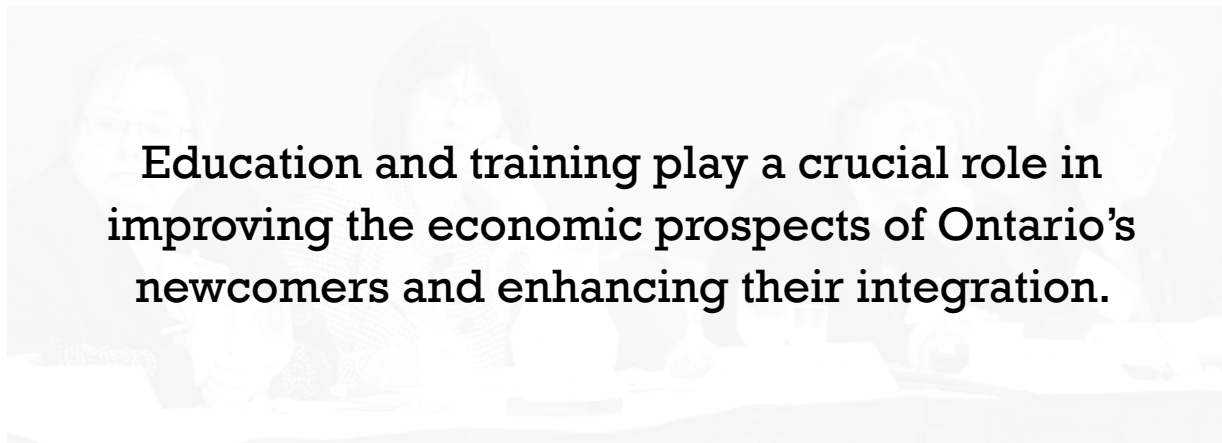 Education and training play a crucial role in
improving the economic prospects of Ontario’s
newcomers and enhancing their integration.